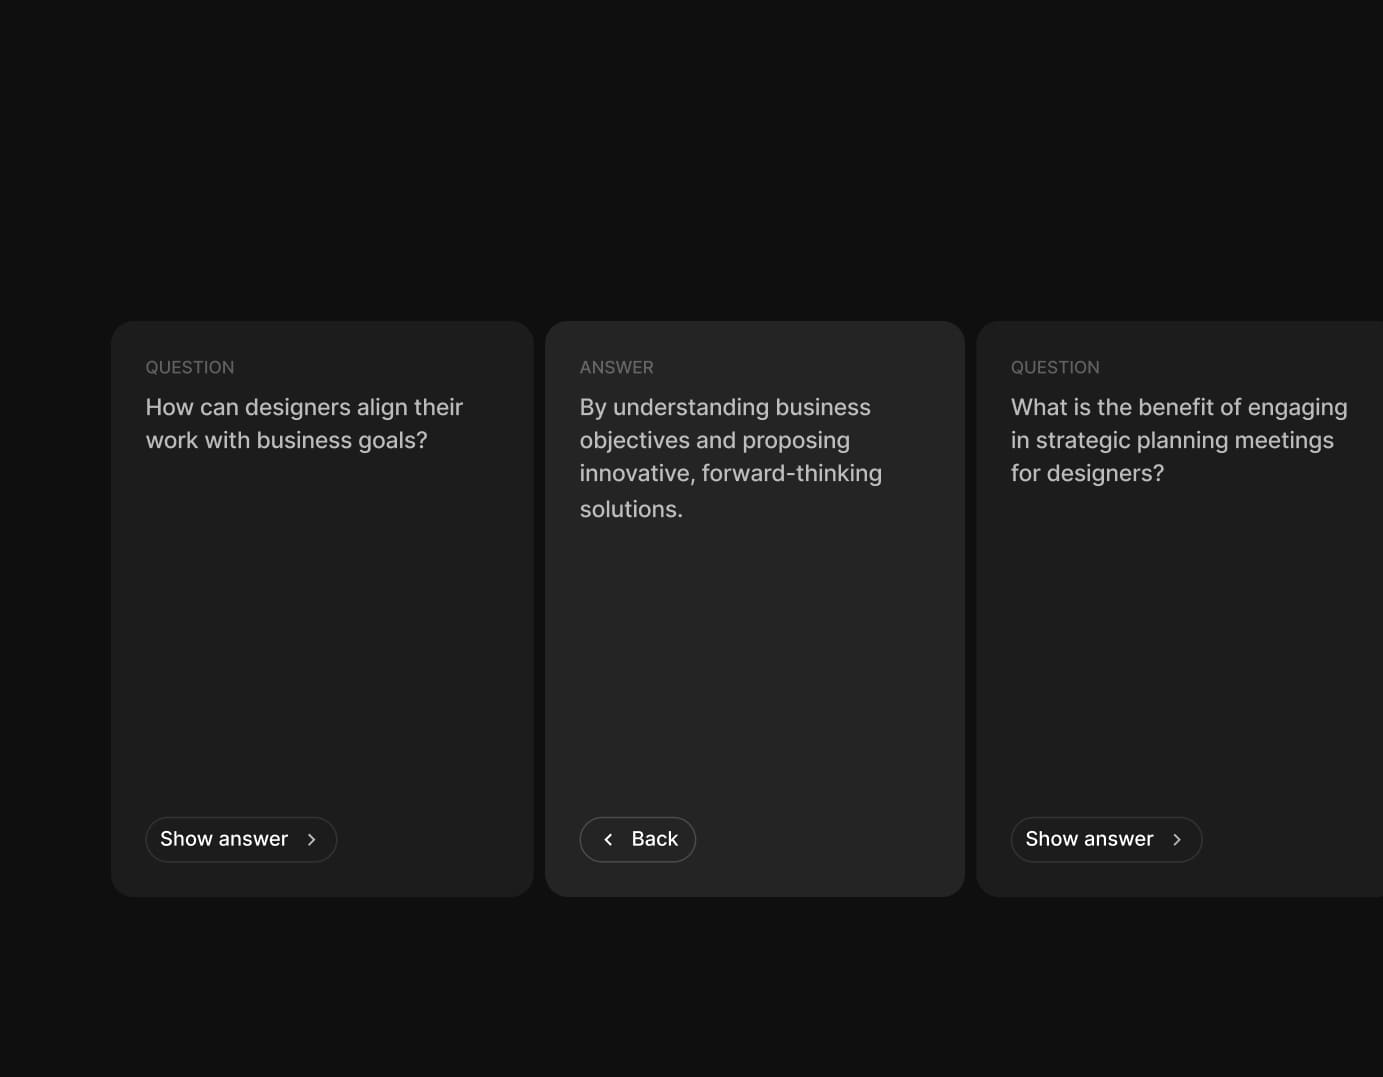 QUESTION
How can designers align their
work with business goals?
Show answer
ANSWER
By understanding business
objectives and proposing
innovative, forward-thinking
solutions.
Back
QUESTION
What is the benefit of engaging
in strategic planning meetings
for designers?
Show answer